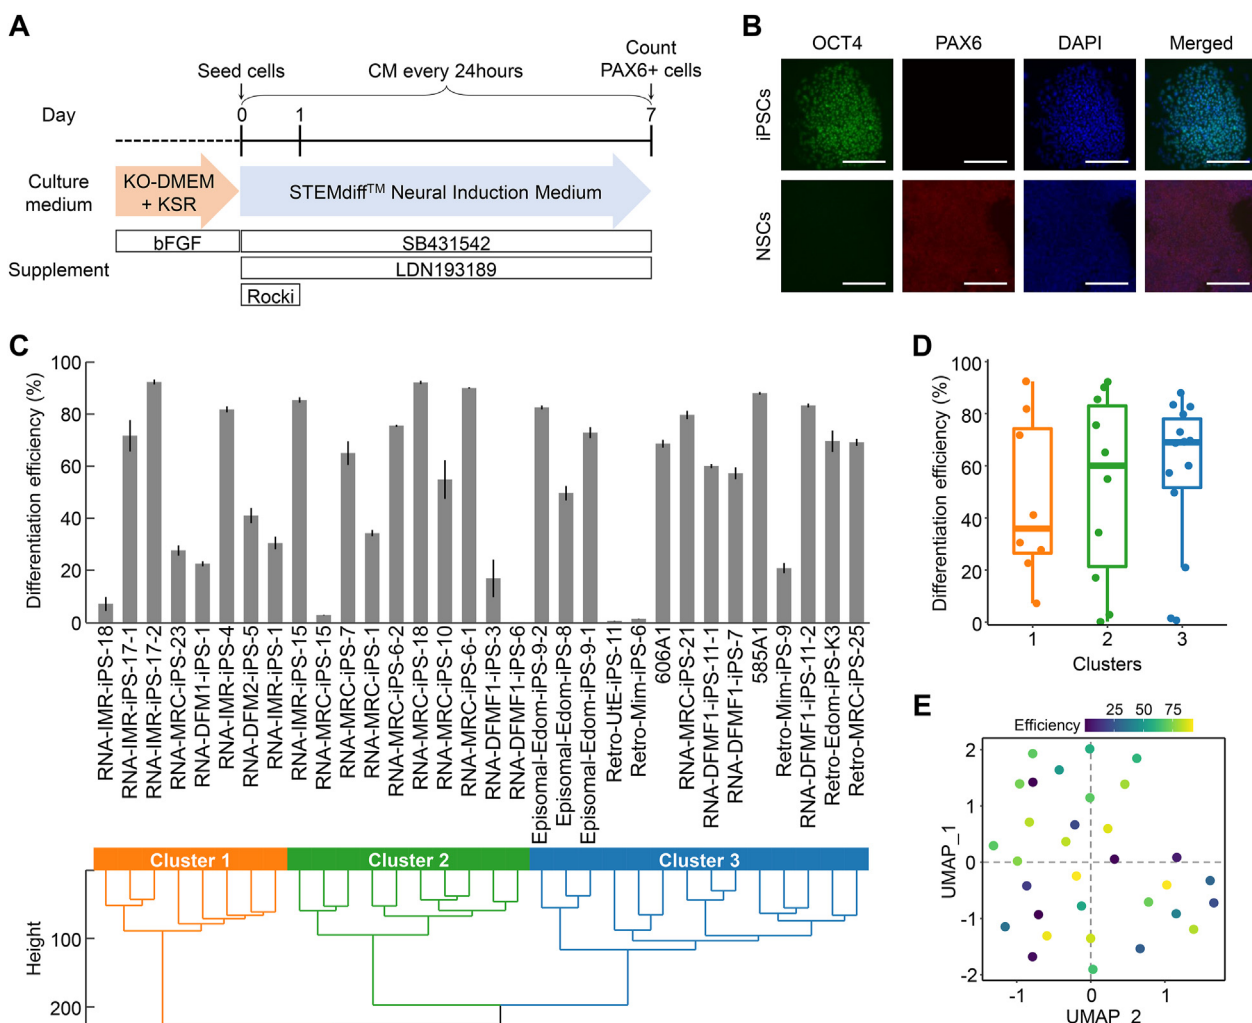 A
Count
Seed cells
CM every 24hours
PAX6+ cells
Day
0
1
7
Culture
medium
KO-DMEM
+ KSR
STEMdiff™ Neural Induction Medium
bFGF
SB431542
Supplement
LDN193189
Rocki
B
OCT4
PAX6
DAPI
Merged
iPSCs
NSCs
C
Differentiation efficiency (%)
100
80
60
40
20
0
RNA-IMR-iPS-18
RNA-IMR-iPS-17-1
RNA-IMR-iPS-17-2
RNA-MRC-iPS-23
RNA-DFM1-iPS-1
RNA-IMR-iPS-4
RNA-DFM2-iPS-5
RNA-IMR-iPS-1
RNA-IMR-iPS-15
RNA-MRC-iPS-15
RNA-MRC-iPS-7
RNA-MRC-iPS-1
RNA-MRC-iPS-6-2
RNA-MRC-iPS-18
RNA-MRC-iPS-10
RNA-MRC-iPS-6-1
RNA-DFMF1-iPS-3
RNA-DFMF1-iPS-6
Episomal-Edom-iPS-9-2
Episomal-Edom-iPS-8
Episomal-Edom-iPS-9-1
Retro-UtE-iPS-11
Retro-Mim-iPS-6
606A1
RNA-MRC-iPS-21
RNA-DFMF1-iPS-11-1
RNA-DFMF1-iPS-7
585A1
Retro-Mim-iPS-9
RNA-DFMF1-iPS-11-2
Retro-Edom-iPS-K3
Retro-MRC-iPS-25
Cluster 1
Cluster 2
Cluster 3
Height
100
200
D
Differentiation efficiency (%)
100
80
60
40
20
0
1
2
3
Clusters
E
Efficiency
25
50
75
UMAP_1
2
1
0
-1
-2
-1
0
1
UMAP_2